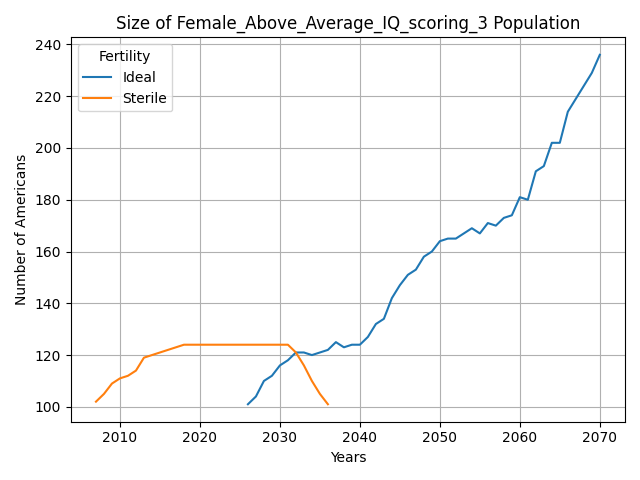 Size of Female_Above_Average_IQ_scoring_3 Population
Number of Americans
240
220
200
180
160
140
120
100
Fertility
Ideal
Sterile
2010 2020 2030 2040 2050 2060 2070
Years